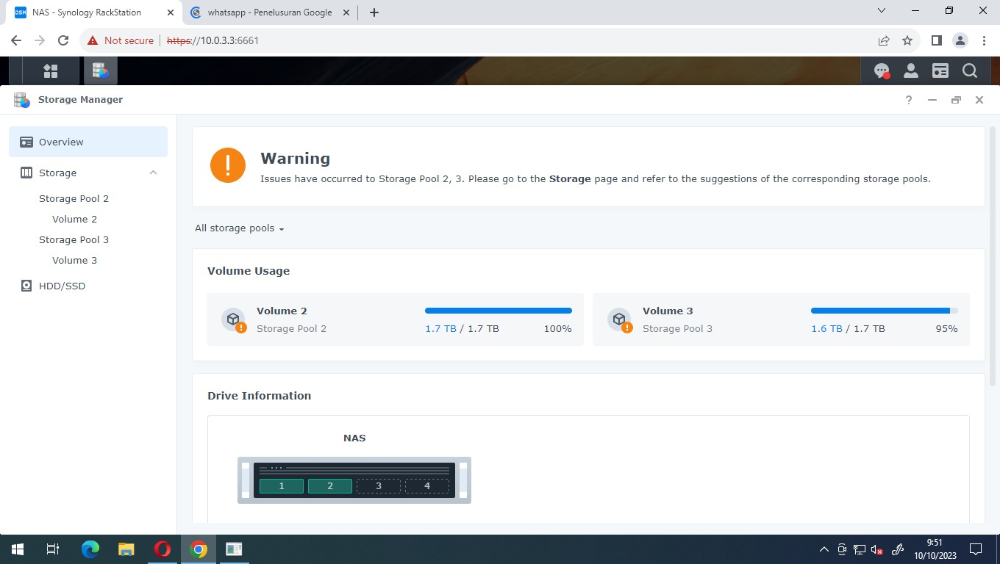 NAS - Synology RackStation
whatsapp - Penelusuran Google
Not secure
https://10.0.3.3:6661
Storage Manager
Overview
Storage
Storage Pool 2
Volume 2
Storage Pool 3
Volume 3
HDD/SSD
Warning
Issues have occurred to Storage Pool 2, 3. Please go to the Storage page and refer to the suggestions of the corresponding storage pools.
All storage pools
Volume Usage
Volume 2
Storage Pool 2
1.7 TB / 1.7 TB
100%
Volume 3
Storage Pool 3
1.6 TB / 1.7 TB
95%
Drive Information
NAS
1 2 3 4
9:51
10/10/2023